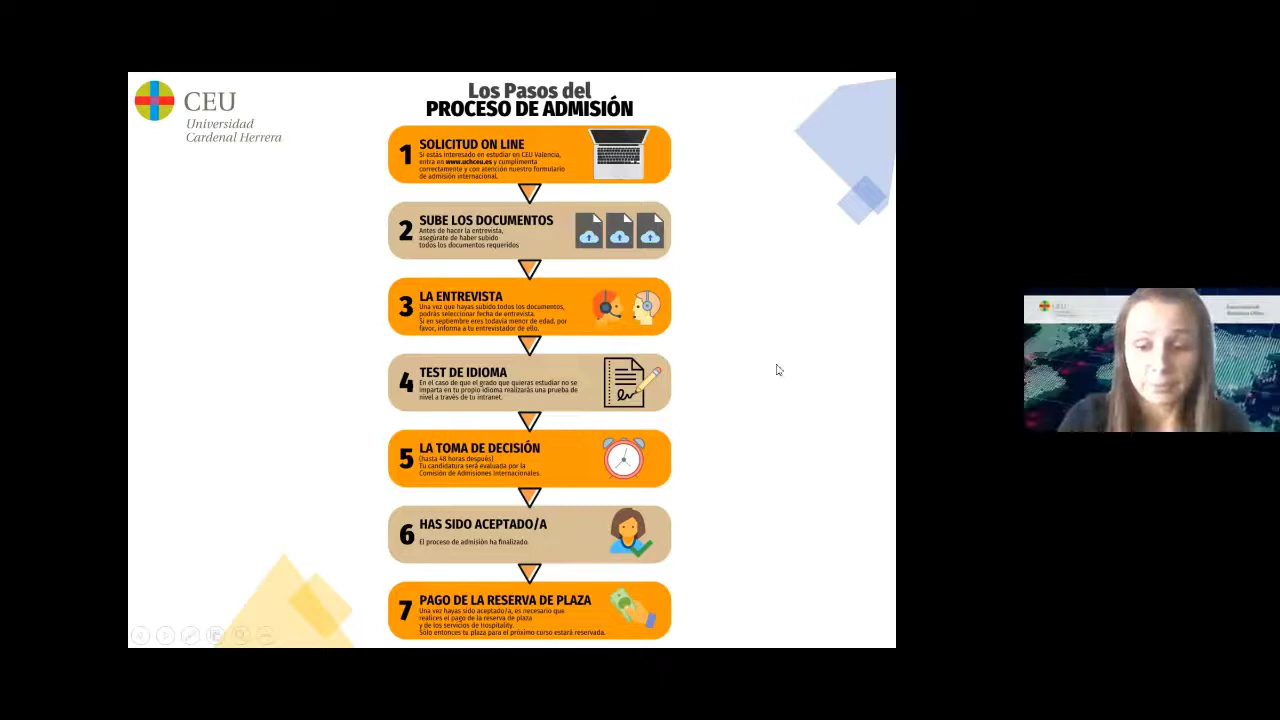 CEU
Universidad
Cardenal Herrera
Los Pasos del
PROCESO DE ADMISIÓN
1
SOLICITUD ON LINE
Si estás interesado en estudiar en CEU Valencia,
entra en www.uchceu.es y cumplimenta
correctamente y con atención nuestro formulario
de admisión internacional.
2
SUBE LOS DOCUMENTOS
Antes de hacer la entrevista,
asegúrate de haber subido
todos los documentos requeridos
3
LA ENTREVISTA
Una vez que hayas subido todos los documentos,
podrás seleccionar fecha de entrevista.
Si en septiembre eres todavía menor de edad, por
favor, informa a tu entrevistador de ello.
4
TEST DE IDIOMA
En el caso de que el grado que quieras estudiar no se
imparta en tu propio idioma realizarás una prueba de
nivel a través de tu intranet.
5
LA TOMA DE DECISIÓN
(hasta 48 horas después)
Tu candidatura será evaluada por la
Comisión de Admisiones Internacionales.
6
HAS SIDO ACEPTADO/A
El proceso de admisión ha finalizado.
7
PAGO DE LA RESERVA DE PLAZA
Una vez hayas sido aceptado/a, es necesario que
realices el pago de la reserva de plaza
y de los servicios de Hospitality.
Sólo entonces tu plaza para el próximo curso estará reservada.
CEU